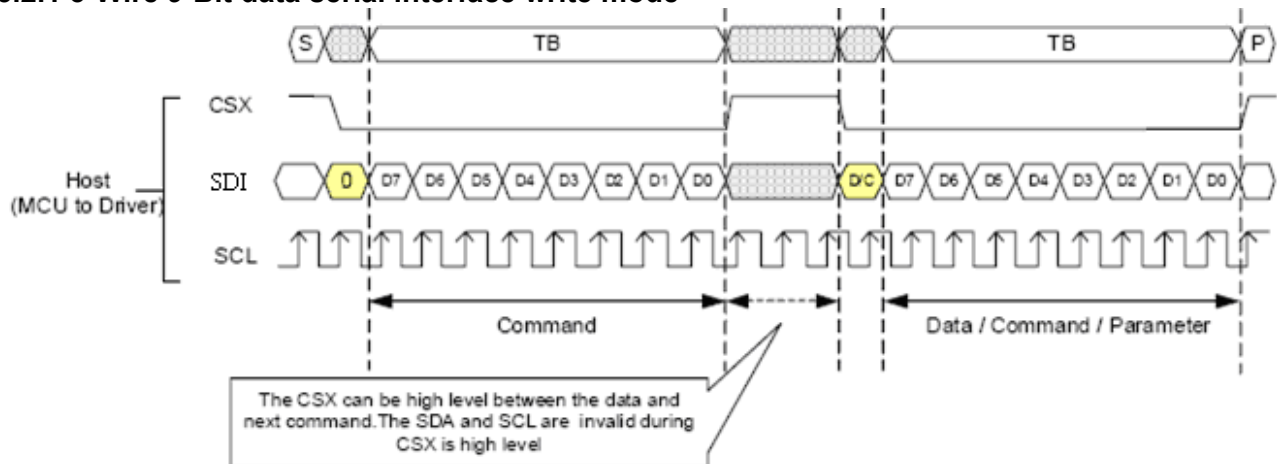 Wire Bit data serial interface write mode
S TB TB P
CSX
Host
(MCU to Driver)
SDI 0 D7 D6 D5 D4 D3 D2 D1 D0 D/C D7 D6 D5 D4 D3 D2 D1 D0
SCL
Command Data / Command / Parameter
The CSX can be high level between the data and
next command.The SDA and SCL are invalid during
CSX is high level